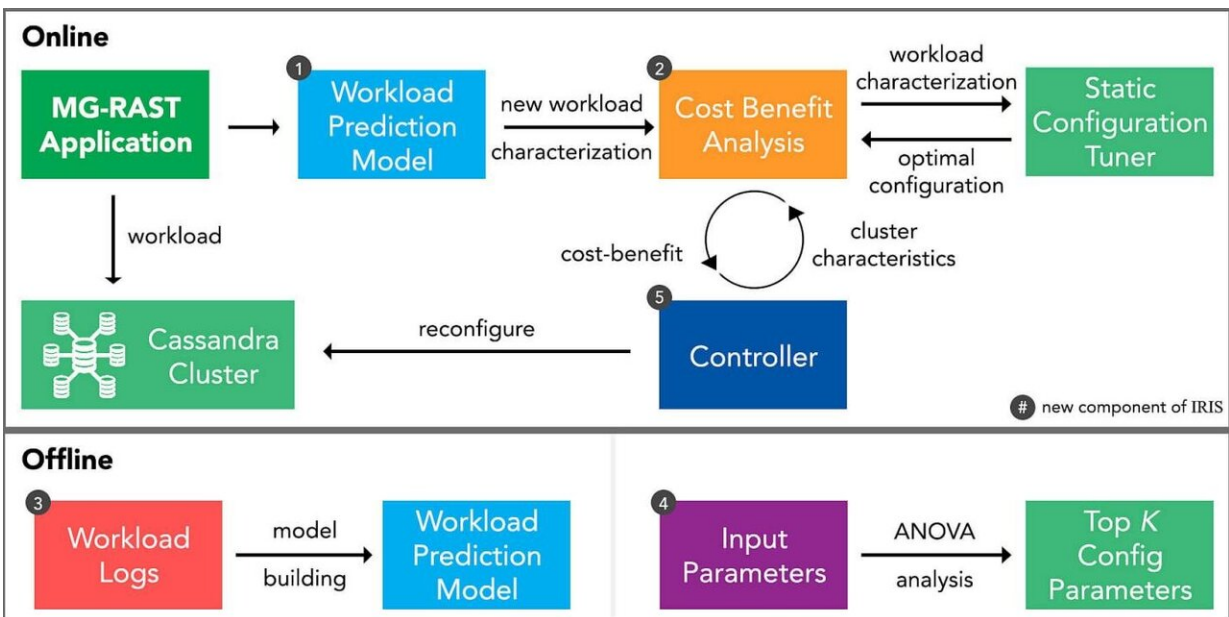 Online
MG-RAST
Application
1
Workload
Prediction
Model
new workload
characterization
2
Cost Benefit
Analysis
workload
characterization
optimal
configuration
Static
Configuration
Tuner
workload
cost-benefit
cluster
characteristics
Cassandra
Cluster
reconfigure
5
Controller
# new component of IRIS
Offline
3
Workload
Logs
model
building
Workload
Prediction
Model
4
Input
Parameters
ANOVA
analysis
Top K
Config
Parameters